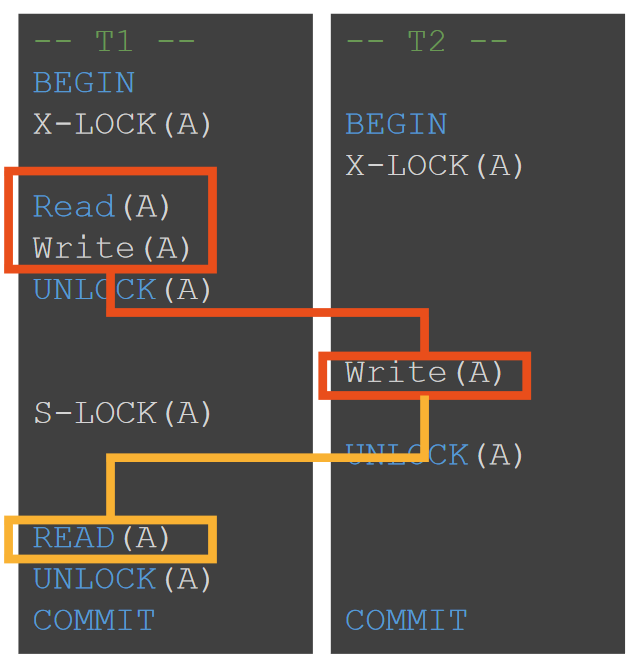 -- T1 --
BEGIN
X-LOCK(A)
Read(A)
Write(A)
UNLOCK(A)
S-LOCK(A)
READ(A)
UNLOCK(A)
COMMIT
-- T2 --
BEGIN
X-LOCK(A)
Write(A)
UNLOCK(A)
COMMIT